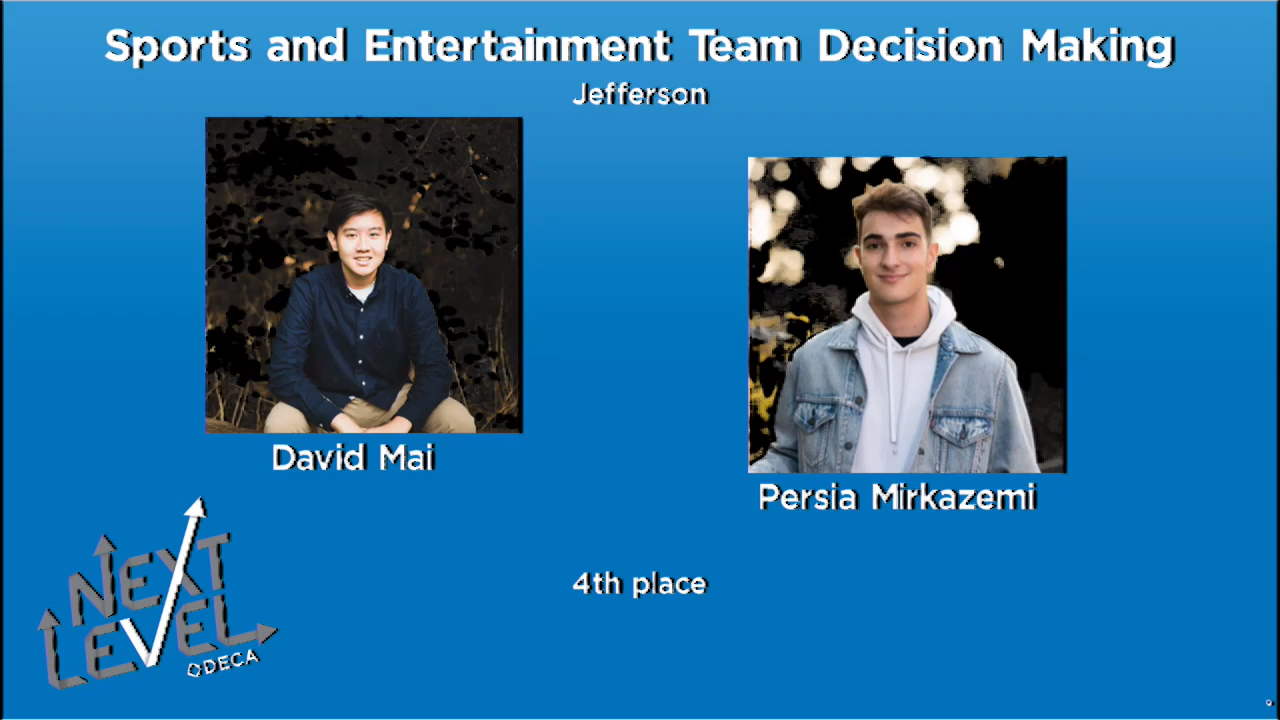 Sports and Entertainment Team Decision Making
Jefferson
David Mai
Persia Mirkazemi
4th place
NEXT
LEVEL
DECA